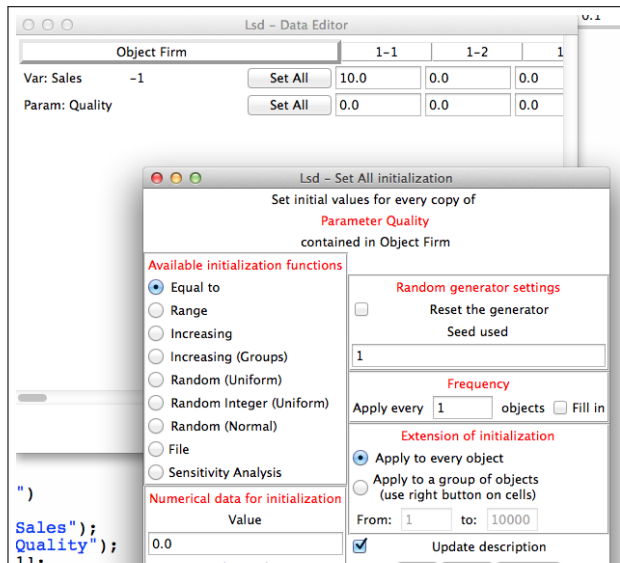 0.1
Lsd - Data Editor
Object Firm 1-1 1-2 1
Var: Sales -1 Set All 10.0 0.0 0.0
Param: Quality Set All 0.0 0.0 0.0
Lsd - Set All initialization
Set initial values for every copy of
Parameter Quality
contained in Object Firm
Available initialization functions
Equal to
Range
Increasing
Increasing (Groups)
Random (Uniform)
Random Integer (Uniform)
Random (Normal)
File
Sensitivity Analysis
Numerical data for initialization
Value
0.0
Random generator settings
Reset the generator
Seed used
1
Frequency
Apply every 1 objects Fill in
Extension of initialization
Apply to every object
Apply to a group of objects
(use right button on cells)
From: 1 to: 10000
Update description
")
Sales");
Quality");